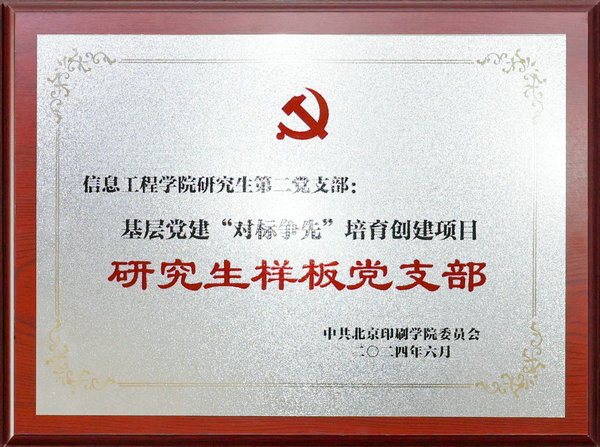 信息工程学院研究生第二党支部：
基层党建“对标争先”培育创建项目
研究生样板党支部
中共北京印刷学院委员会
二〇二四年六月